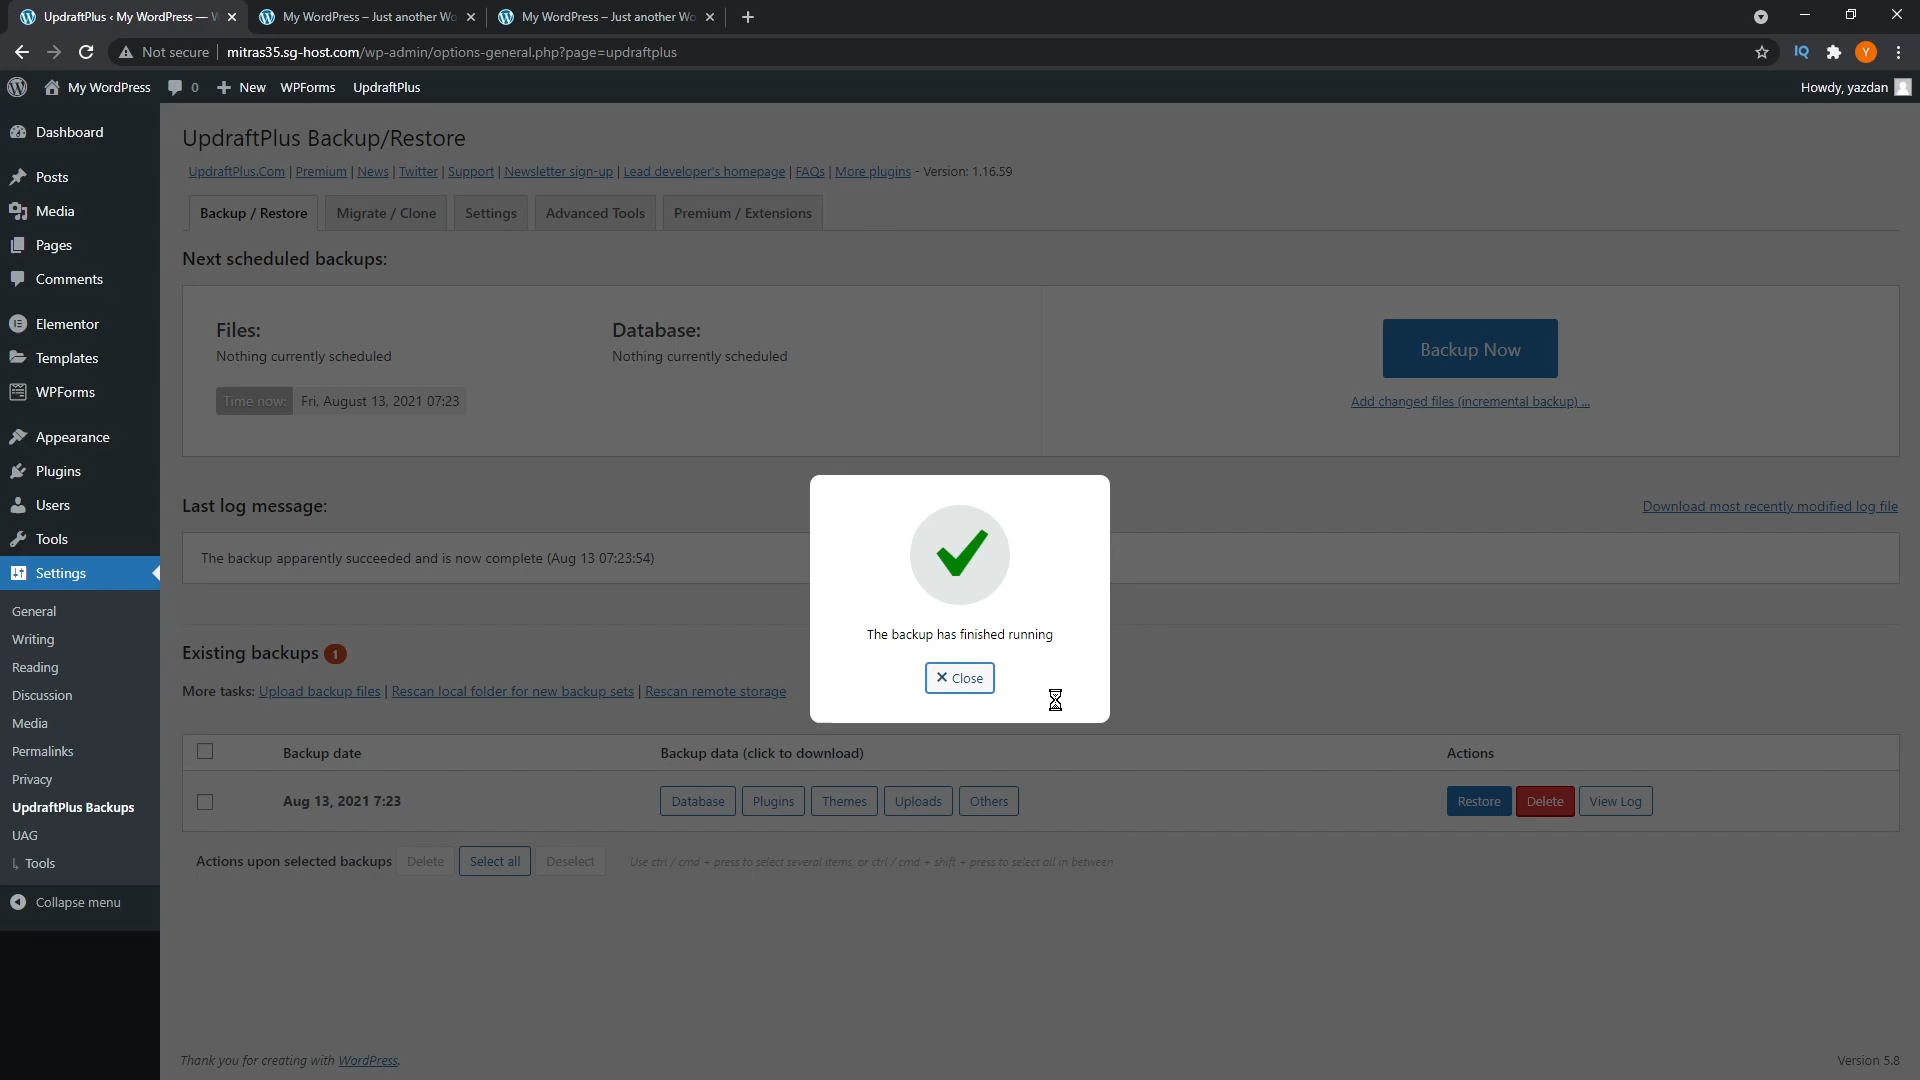 UpdraftPlus ‹ My WordPress —
My WordPress – Just another Wo
My WordPress – Just another Wo
Not secure
mitras35.sg-host.com/wp-admin/options-general.php?page=updraftplus
IQ
Y
My WordPress
0
New
WPForms
UpdraftPlus
Howdy, yazdan
Dashboard
Posts
Media
Pages
Comments
Elementor
Templates
WPForms
Appearance
Plugins
Users
Tools
Settings
General
Writing
Reading
Discussion
Media
Permalinks
Privacy
UpdraftPlus Backups
UAG
Tools
Collapse menu
UpdraftPlus Backup/Restore
UpdraftPlus.Com | Premium | News | Twitter | Support | Newsletter sign-up | Lead developer's homepage | FAQs | More plugins - Version: 1.16.59
Backup / Restore
Migrate / Clone
Settings
Advanced Tools
Premium / Extensions
Next scheduled backups:
Files:
Nothing currently scheduled
Database:
Nothing currently scheduled
Time now: Fri, August 13, 2021 07:23
Backup Now
Add changed files (incremental backup) ...
Last log message:
Download most recently modified log file
The backup apparently succeeded and is now complete (Aug 13 07:23:54)
The backup has finished running
✕ Close
Existing backups 1
More tasks: Upload backup files | Rescan local folder for new backup sets | Rescan remote storage
Backup date
Backup data (click to download)
Actions
Aug 13, 2021 7:23
Database
Plugins
Themes
Uploads
Others
Restore
Delete
View Log
Actions upon selected backups
Delete
Select all
Deselect
Use ctrl / cmd + press to select several items, or ctrl / cmd + shift + press to select all in between
Thank you for creating with WordPress.
Version 5.8